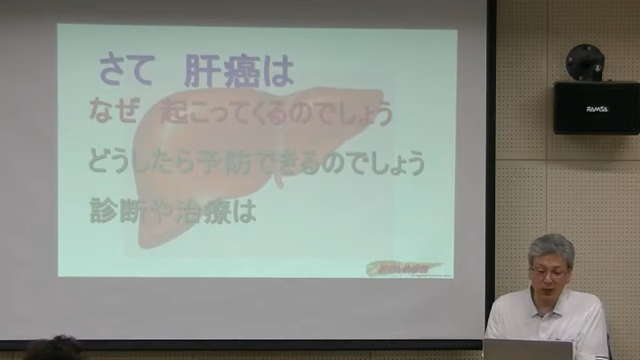 さて 肝癌は
なぜ 起こってくるのでしょう
どうしたら予防できるのでしょう
診断や治療は
RAMSA